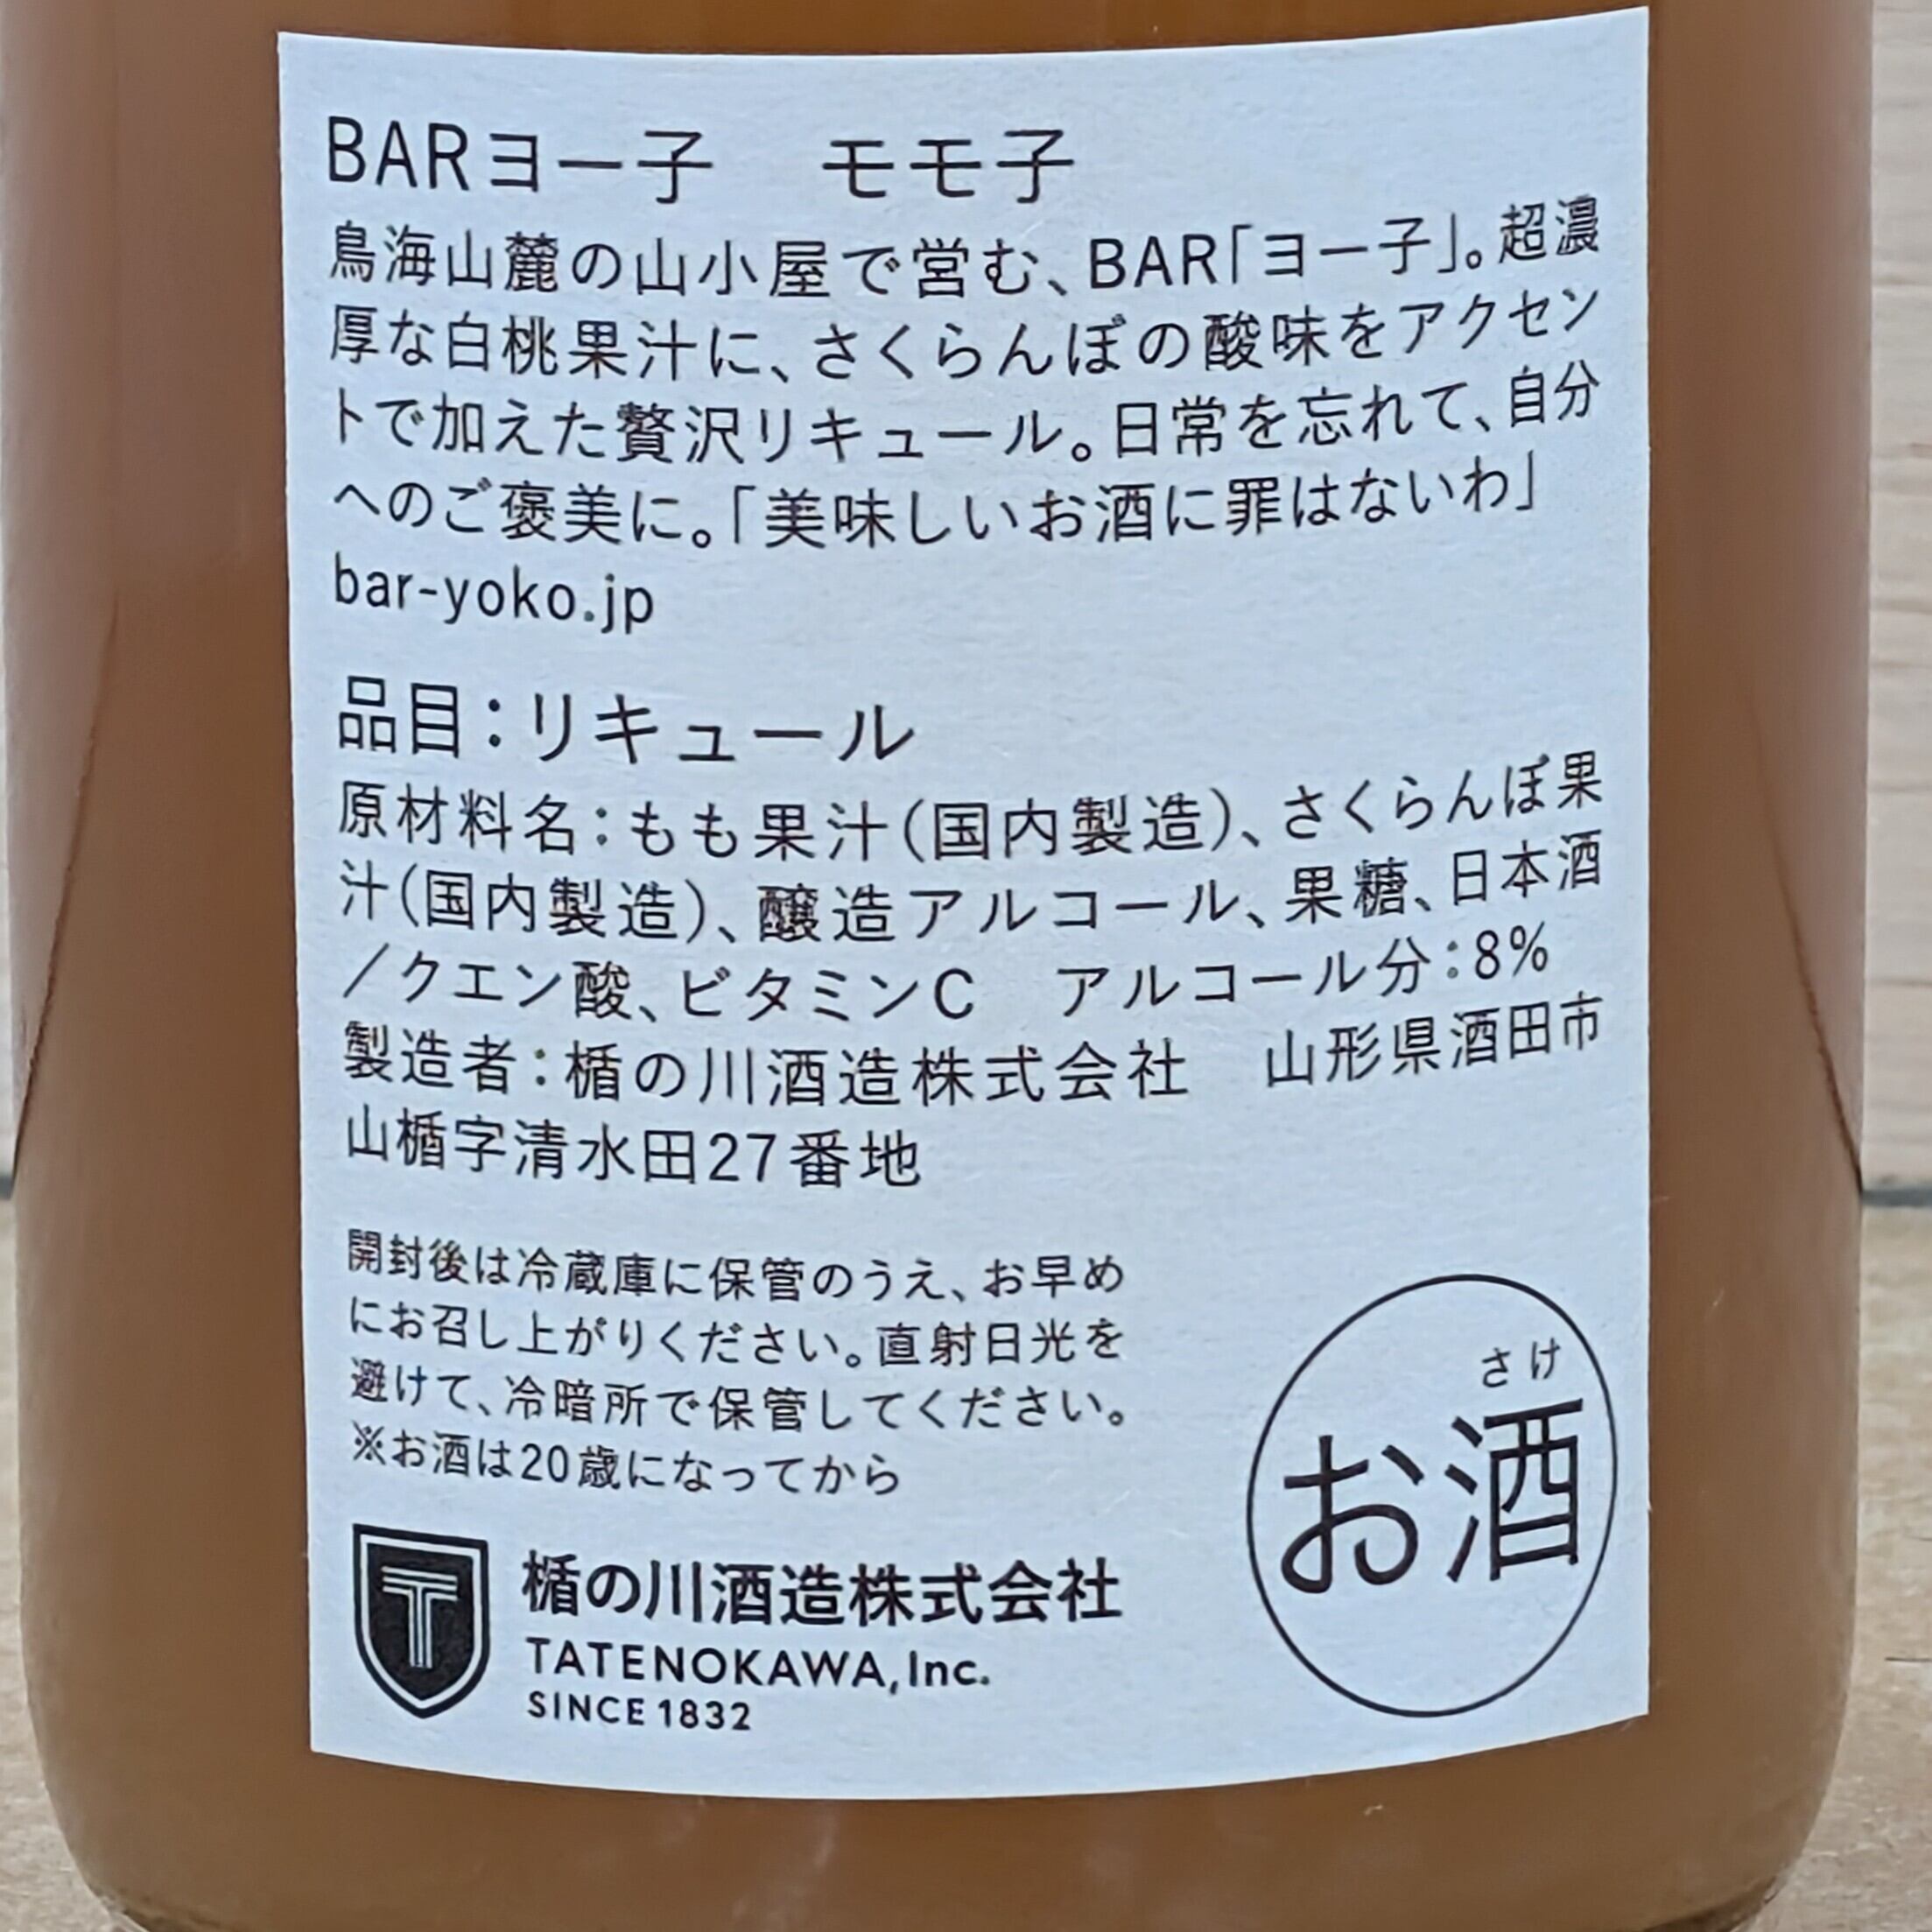 BARヨー子　モモ子
鳥海山麓の山小屋で営む、BAR「ヨー子」。超濃
厚な白桃果汁に、さくらんぼの酸味をアクセン
トで加えた贅沢リキュール。日常を忘れて、自分
へのご褒美に。「美味しいお酒に罪はないわ」
bar-yoko.jp
品目：リキュール
原材料名：もも果汁（国内製造）、さくらんぼ果
汁（国内製造）、醸造アルコール、果糖、日本酒
／クエン酸、ビタミンC　アルコール分：8%
製造者：楯の川酒造株式会社　山形県酒田市
山楯字清水田27番地
開封後は冷蔵庫に保管のうえ、お早め
にお召し上がりください。直射日光を
避けて、冷暗所で保管してください。
※お酒は20歳になってから
さけ
お酒
T
楯の川酒造株式会社
TATENOKAWA, Inc.
SINCE 1832